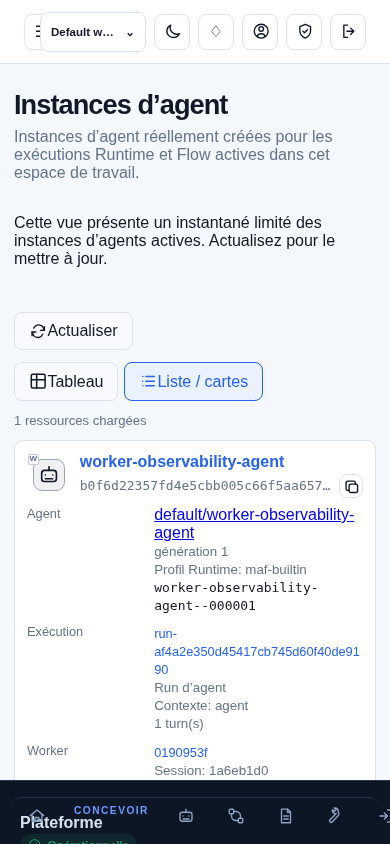 Default w…
Instances d’agent
Instances d’agent réellement créées pour les
exécutions Runtime et Flow actives dans cet
espace de travail.
Cette vue présente un instantané limité des
instances d’agents actives. Actualisez pour le
mettre à jour.
Actualiser
Tableau
Liste / cartes
1 ressources chargées
W
worker-observability-agent
b0f6d22357fd4e5cbb005c66f5aa657…
Agent
default/worker-observability-
agent
génération 1
Profil Runtime: maf-builtin
worker-observability-
agent--000001
Exécution
run-
af4a2e350d45417cb745d60f40de91
90
Run d’agent
Contexte: agent
1 turn(s)
Worker
0190953f
Session: 1a6eb1d0
CONCEVOIR
Plateforme
Opérationnelle